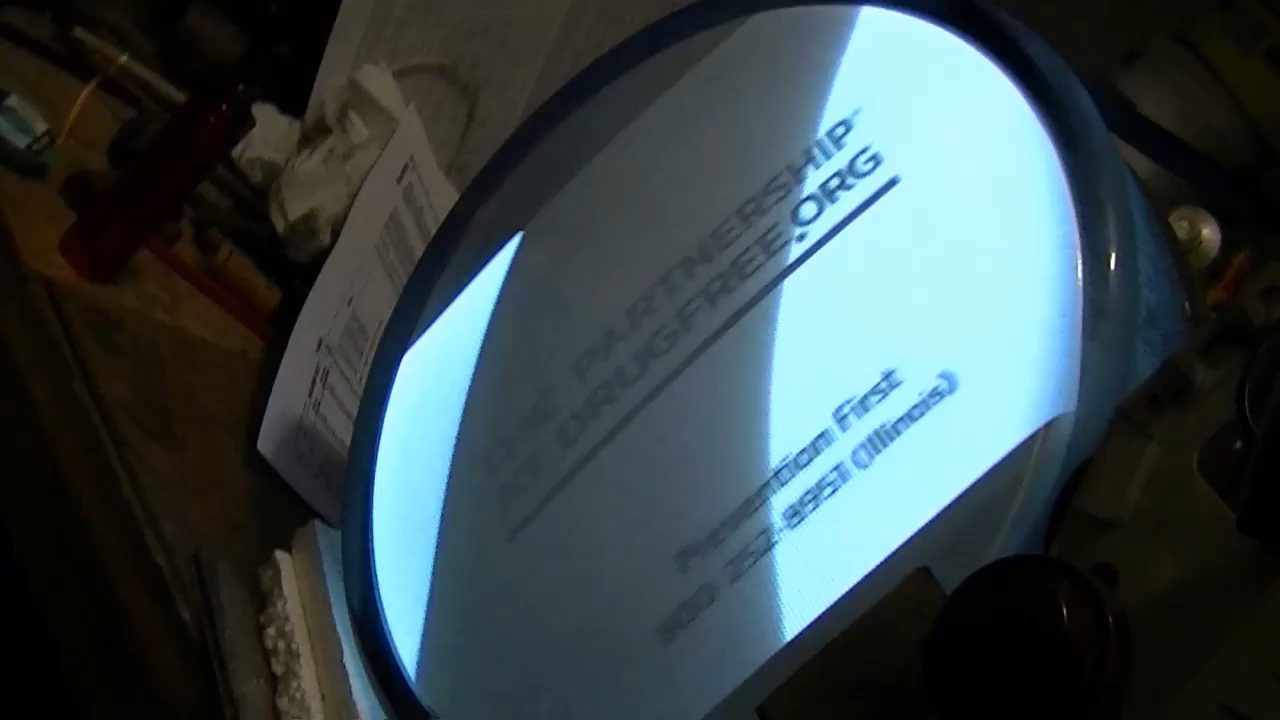 THE PARTNERSHIP
AT DRUGFREE.ORG
Prevention First
800 252-8951 (Illinois)